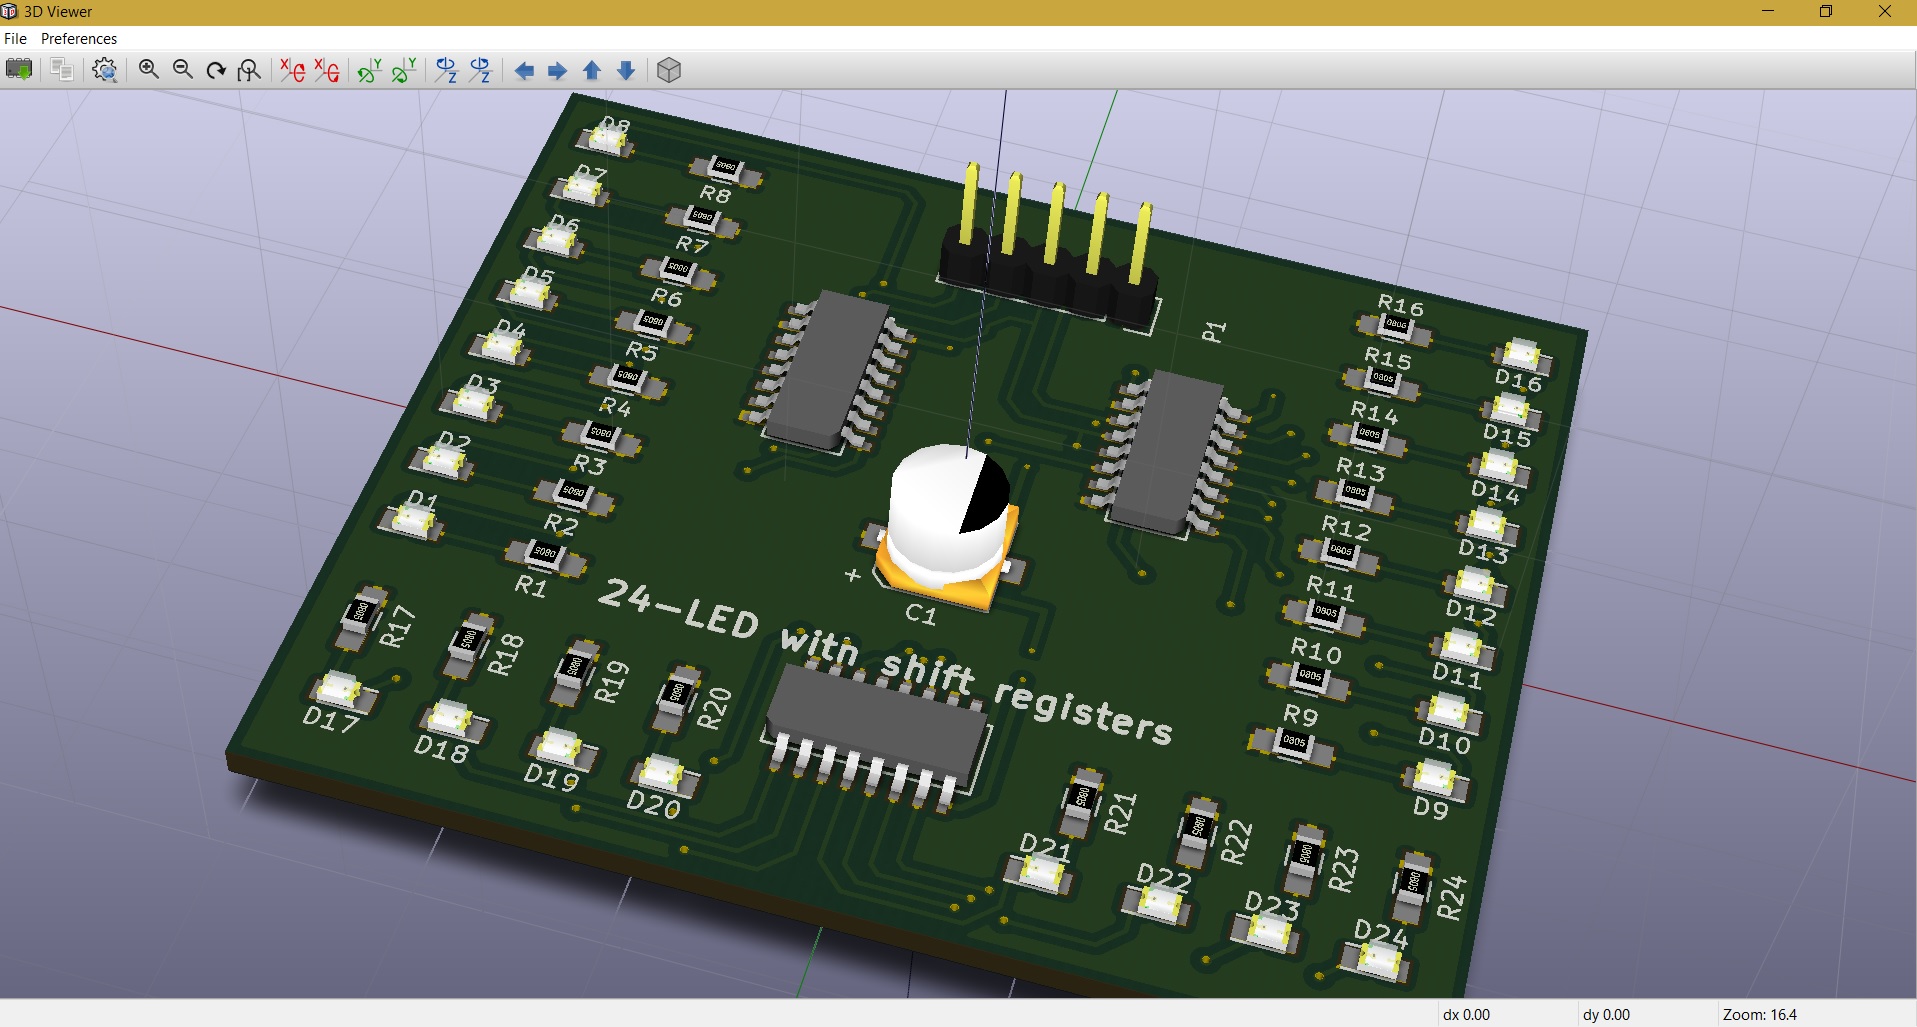 3D Viewer
File Preferences
X X Y Y Z Z
D8
R8
D7
R7
D6
R6
D5
R5
D4
R4
D3
R3
D2
R2
D1
R1
P1
R16
D16
R15
D15
R14
D14
R13
D13
R12
D12
R11
D11
R10
D10
R9
D9
+
C1
24-LED with shift registers
R17
R18
R19
R20
D17
D18
D19
D20
R21
R22
R23
R24
D21
D22
D23
D24
0805
dx 0.00
dy 0.00
Zoom: 16.4